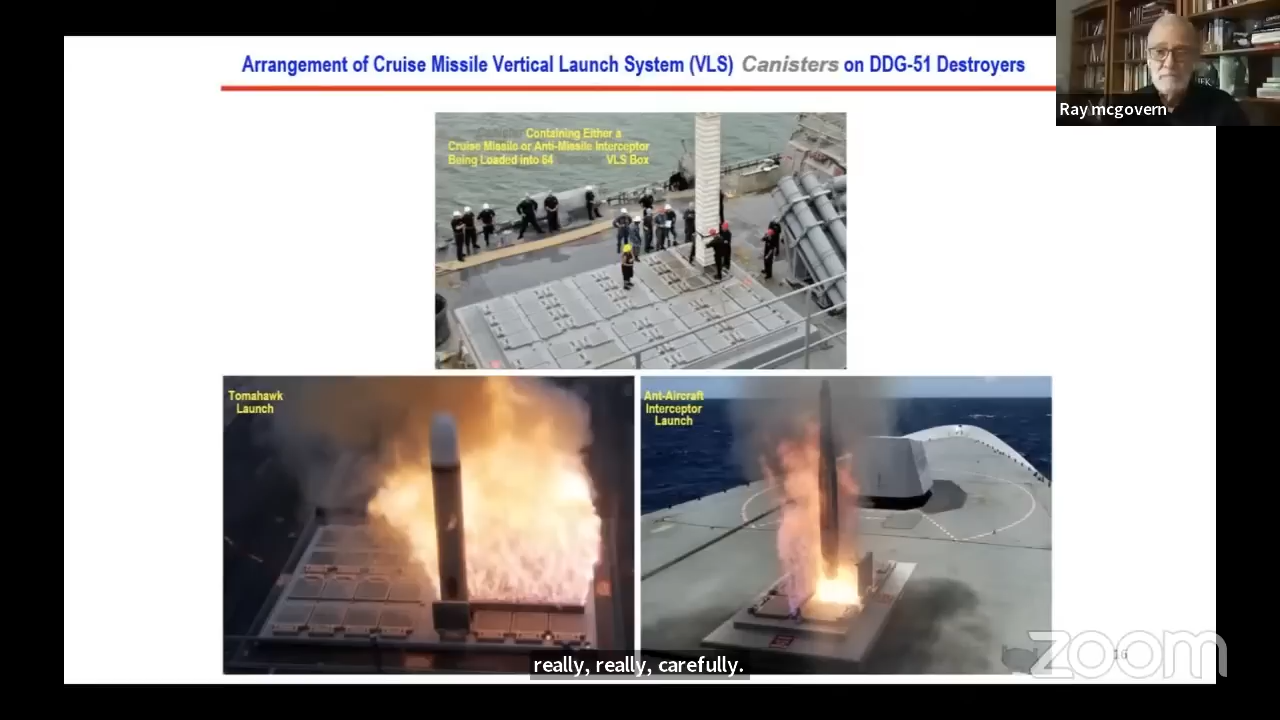 Arrangement of Cruise Missile Vertical Launch System (VLS) Canisters on DDG-51 Destroyers
Ray mcgovern
Containing Either a
Cruise Missile or Anti-Missile Interceptor
Being Loaded into 64 VLS Box
Tomahawk
Launch
Ant-Aircraft
Interceptor
Launch
really, really, carefully.
zoom
16